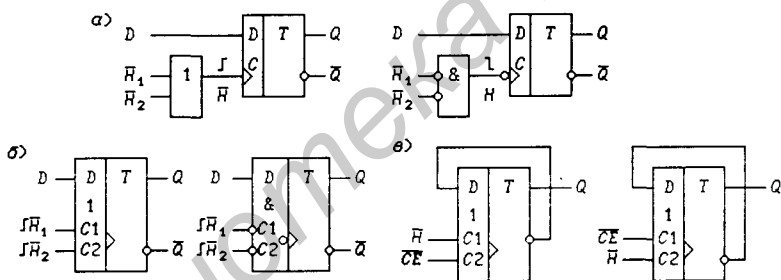 а)
D D T Q
H̅₁ 1 H̅ C Q̅
H̅₂
D D T Q
H̅₁ & H C Q̅
H̅₂
б)
D D T Q
1
H̅₁ C1
H̅₂ C2 Q̅
D D T Q
&
H̅₁ C1
H̅₂ C2 Q̅
в)
D T Q
1
H̅ C1
C̅E̅ C2
D T Q
1
C̅E̅ C1
H̅ C2